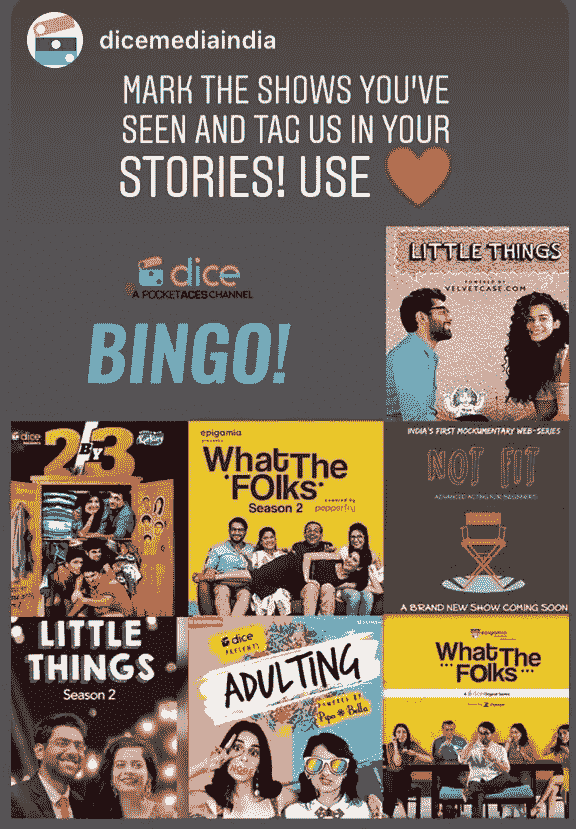 dicemediaindia
MARK THE SHOWS YOU'VE
SEEN AND TAG US IN YOUR
STORIES! USE
dice
A POCKET ACES CHANNEL
BINGO!
LITTLE THINGS
POWERED BY
VELVETCASE.COM
dice
2 BY 3
epigamia
presents
What The
Folks
Season 2
powered by
pepperfry
INDIA'S FIRST MOCKUMENTARY WEB-SERIES
NOT FIT
ADVANCED ACTING FOR BEGINNERS
A BRAND NEW SHOW COMING SOON
LITTLE
THINGS
Season 2
dice
PRESENTS
ADULTING
POWERED BY
Pipa Bella
epigamia
What The
Folks